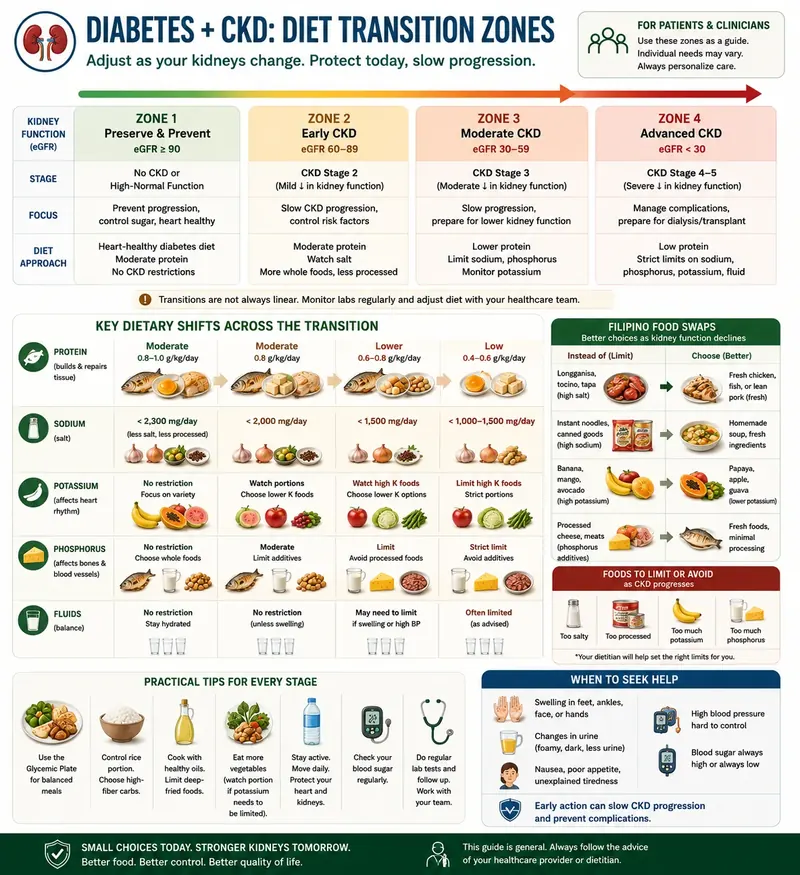 DIABETES + CKD: DIET TRANSITION ZONES
Adjust as your kidneys change. Protect today, slow progression.
FOR PATIENTS & CLINICIANS
Use these zones as a guide.
Individual needs may vary.
Always personalize care.
KIDNEY
FUNCTION
(eGFR)
ZONE 1
Preserve & Prevent
eGFR ≥ 90
ZONE 2
Early CKD
eGFR 60–89
ZONE 3
Moderate CKD
eGFR 30–59
ZONE 4
Advanced CKD
eGFR < 30
STAGE
No CKD or
High-Normal Function
CKD Stage 2
(Mild ↓ in kidney function)
CKD Stage 3
(Moderate ↓ in kidney function)
CKD Stage 4–5
(Severe ↓ in kidney function)
FOCUS
Prevent progression,
control sugar, heart healthy
Slow CKD progression,
control risk factors
Slow progression,
prepare for lower kidney function
Manage complications,
prepare for dialysis/transplant
DIET
APPROACH
Heart-healthy diabetes diet
Moderate protein
No CKD restrictions
Moderate protein
Watch salt
More whole foods, less processed
Lower protein
Limit sodium, phosphorus
Monitor potassium
Low protein
Strict limits on sodium,
phosphorus, potassium, fluid
! Transitions are not always linear. Monitor labs regularly and adjust diet with your healthcare team.
KEY DIETARY SHIFTS ACROSS THE TRANSITION
PROTEIN
(builds & repairs
tissue)
Moderate
0.8–1.0 g/kg/day
Moderate
0.8 g/kg/day
Lower
0.6–0.8 g/kg/day
Low
0.4–0.6 g/kg/day
SODIUM
(salt)
< 2,300 mg/day
(less salt, less processed)
< 2,000 mg/day
< 1,500 mg/day
< 1,000–1,500 mg/day
POTASSIUM
(affects heart
rhythm)
No restriction
Focus on variety
Watch portions
Choose lower K foods
Watct high K foods
Choose lower K options
Limit high K foods
Strict portions
PHOSPHORUS
(affects bones &
blood vessels)
No restriction
Choose whole foods
Moderate
Limit additives
Limit
Avoid processed foods
Strict limit
Avoid additives
FLUIDS
(balance)
No restriction
Stay hydrated
No restriction
(unless swelling)
May need to limit
if swelling or high BP
Often limited
(as advised)
FILIPINO FOOD SWAPS
Better choices as kidney function declines
Instead of (Limit)
Choose (Better)
Longganisa,
tocino, tapa
(high salt)
Fresh chicken,
fish, or lean
pork (fresh)
Instant noodles,
canned goods
(high sodium)
Homemade
soup, fresh
ingredients
Banana,
mango,
avocado
(high potassium)
Papaya,
apple,
guava
(lower potassium)
Processed
cheese, meats
(phosphorus
additives)
Fresh foods,
minimal
processing
FOODS TO LIMIT OR AVOID
as CKD progresses
Too salty
Too processed
Too much
potassium
Too much
phosphorus
*Your dietitian will help set the right limits for you.
PRACTICAL TIPS FOR EVERY STAGE
Use the
Glycemic Plate
for balanced
meals
Control rice
portion.
Choose high-
fiber carbs.
Cook with
healthy oils.
Limit deep-
fried foods.
Eat more
vegetables
(watch portion
if potassium
needs to
be limited).
Stay active.
Move daily.
Protect your
heart and
kidneys.
Check your
blood sugar
regularly.
Do regular
lab tests and
follow up.
Work with
your team.
WHEN TO SEEK HELP
Swelling in feet, ankles,
face, or hands
Changes in urine
(foamy, dark, less urine)
Nausea, poor appetite,
unexplained tiredness
High blood pressure
hard to control
Blood sugar always
high or always low
Early action can slow CKD progression
and prevent complications.
SMALL CHOICES TODAY. STRONGER KIDNEYS TOMORROW.
Better food. Better control. Better quality of life.
This guide is general. Always follow the advice
of your healthcare provider or dietitian.